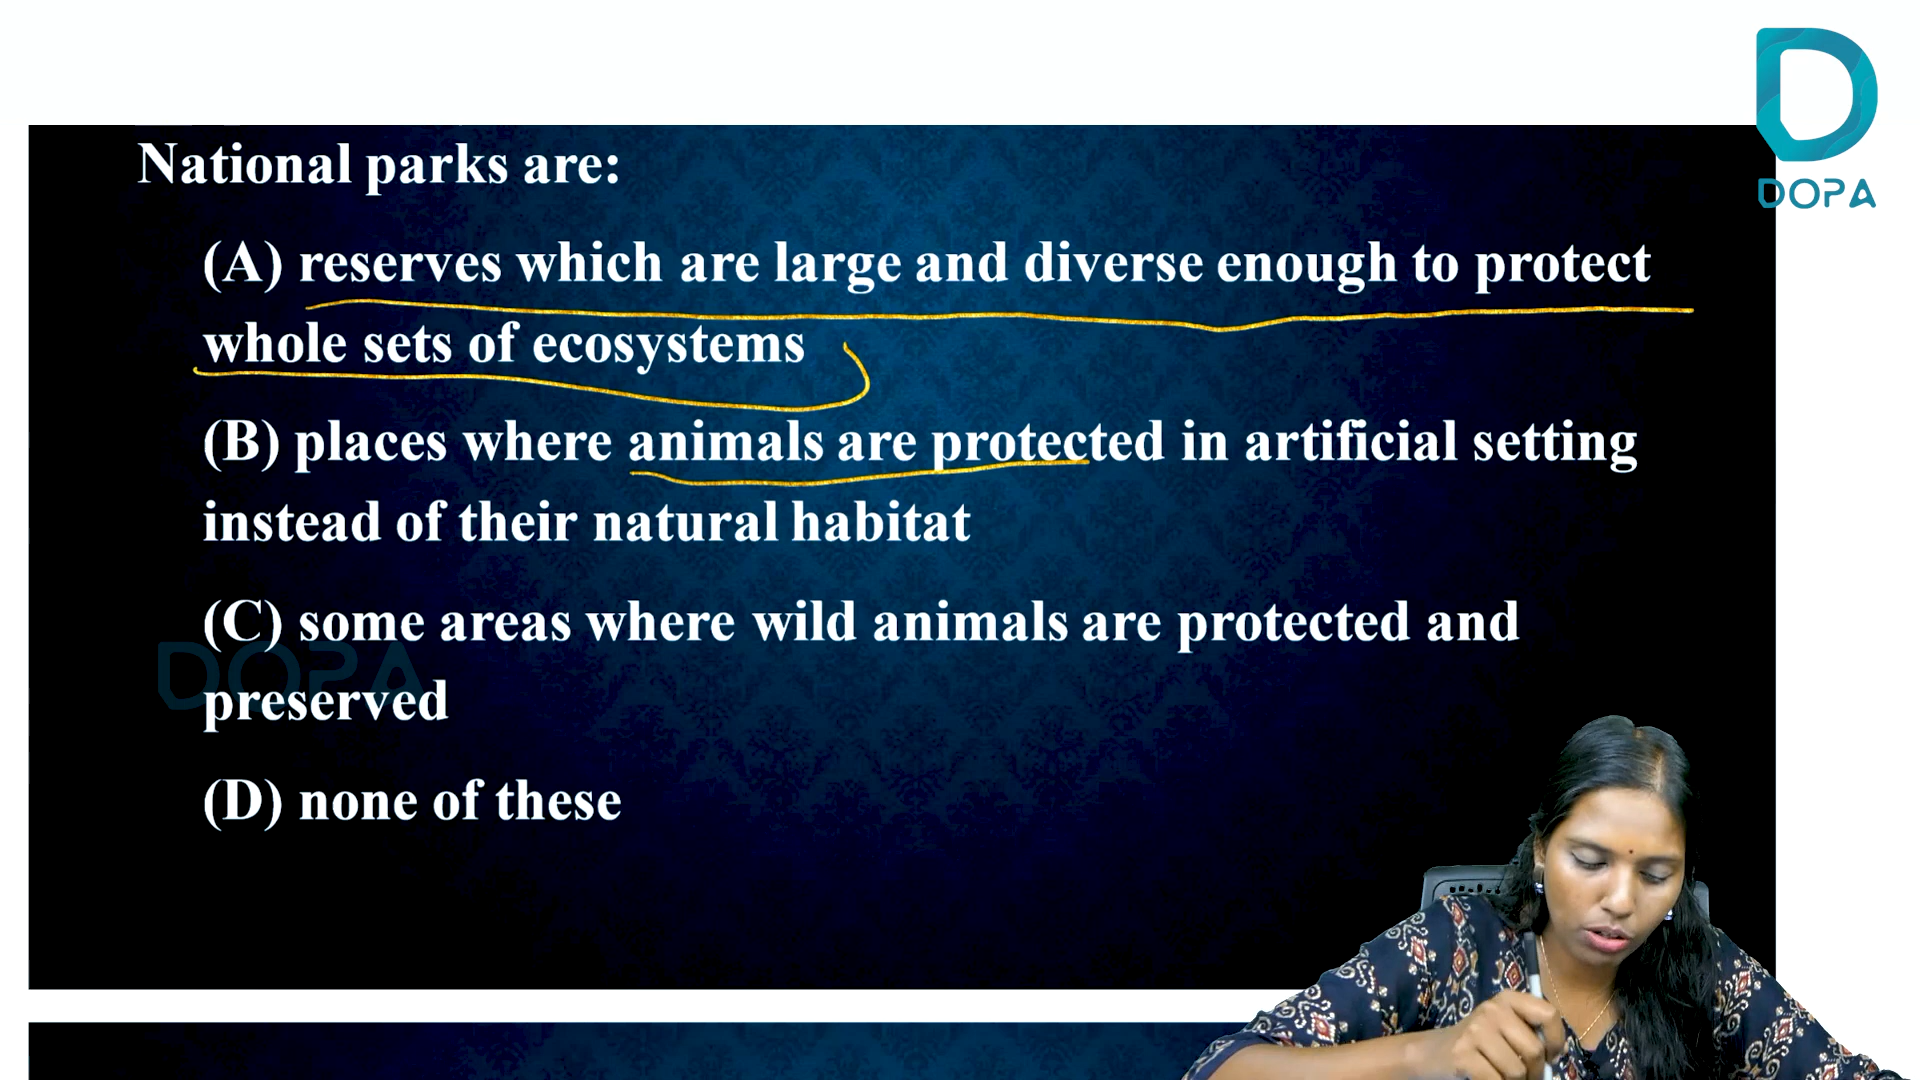 DOPA
National parks are:
(A) reserves which are large and diverse enough to protect
whole sets of ecosystems
(B) places where animals are protected in artificial setting
instead of their natural habitat
(C) some areas where wild animals are protected and
DOPA
preserved
(D) none of these